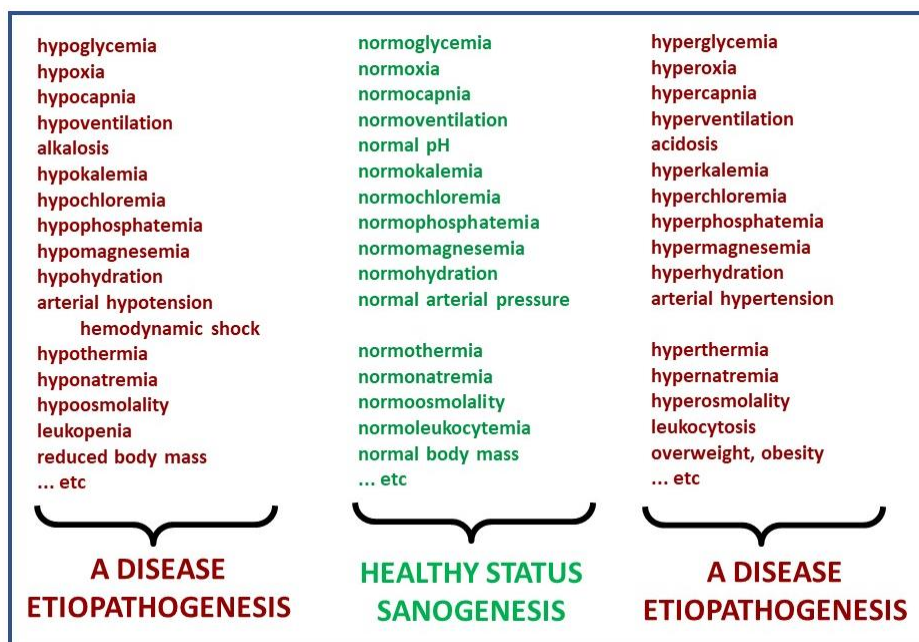 hypoglycemia
hypoxia
hypocapnia
hypoventilation
alkalosis
hypokalemia
hypochloremia
hypophosphatemia
hypomagnesemia
hypohydration
arterial hypotension
hemodynamic shock
hypothermia
hyponatremia
hypoosmolality
leukopenia
reduced body mass
... etc
A DISEASE
ETIOPATHOGENESIS
normoglycemia
normoxia
normocapnia
normoventilation
normal pH
normokalemia
normochloremia
normophosphatemia
normomagnesemia
normohydration
normal arterial pressure
normothermia
normonatremia
normoosmolality
normoleukocytemia
normal body mass
... etc
HEALTHY STATUS
SANOGENESIS
hyperglycemia
hyperoxia
hypercapnia
hyperventilation
acidosis
hyperkalemia
hyperchloremia
hyperphosphatemia
hypermagnesemia
hyperhydration
arterial hypertension
hyperthermia
hypernatremia
hyperosmolality
leukocytosis
overweight, obesity
... etc
A DISEASE
ETIOPATHOGENESIS